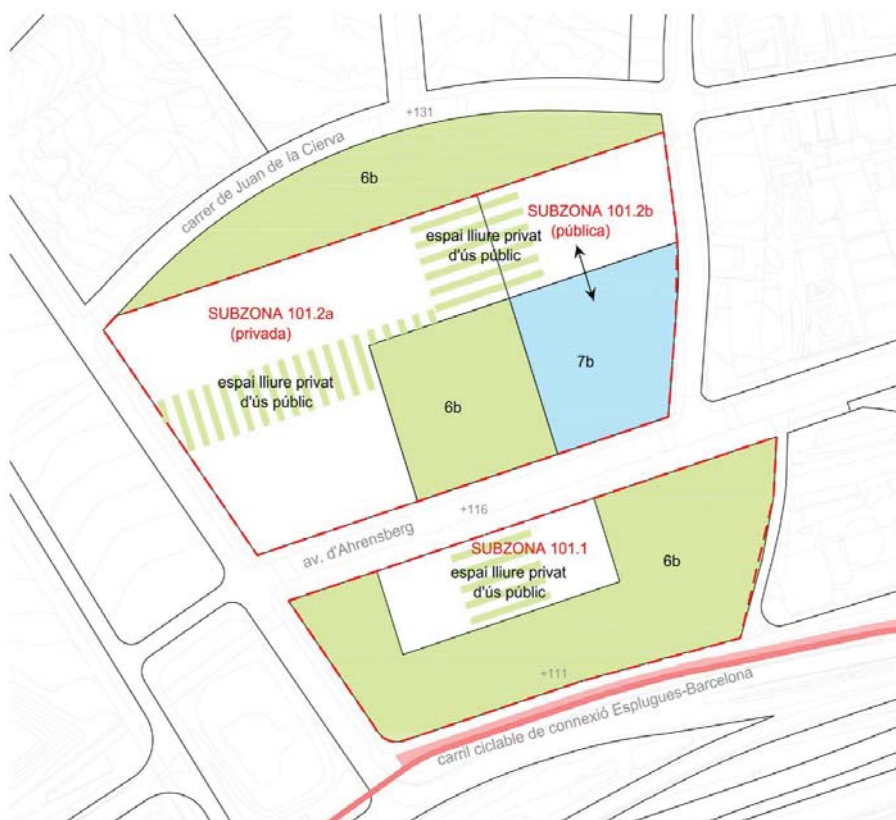 +131
carrer de Juan de la Cierva
6b
SUBZONA 101.2b
(pública)
espai lliure privat
d'ús públic
SUBZONA 101.2a
(privada)
espai lliure privat
d'ús públic
7b
6b
+116
av. d'Ahrensberg
SUBZONA 101.1
espai lliure privat
d'ús públic
6b
+111
carril ciclable de connexió Esplugues-Barcelona